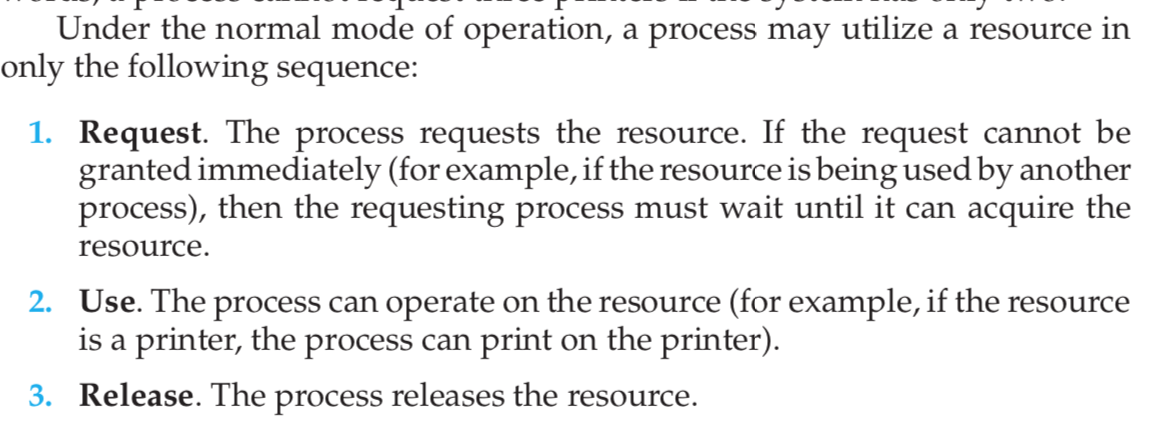 Under the normal mode of operation, a process may utilize a resource in
only the following sequence:
1. Request. The process requests the resource. If the request cannot be
granted immediately (for example, if the resource is being used by another
process), then the requesting process must wait until it can acquire the
resource.
2. Use. The process can operate on the resource (for example, if the resource
is a printer, the process can print on the printer).
3. Release. The process releases the resource.